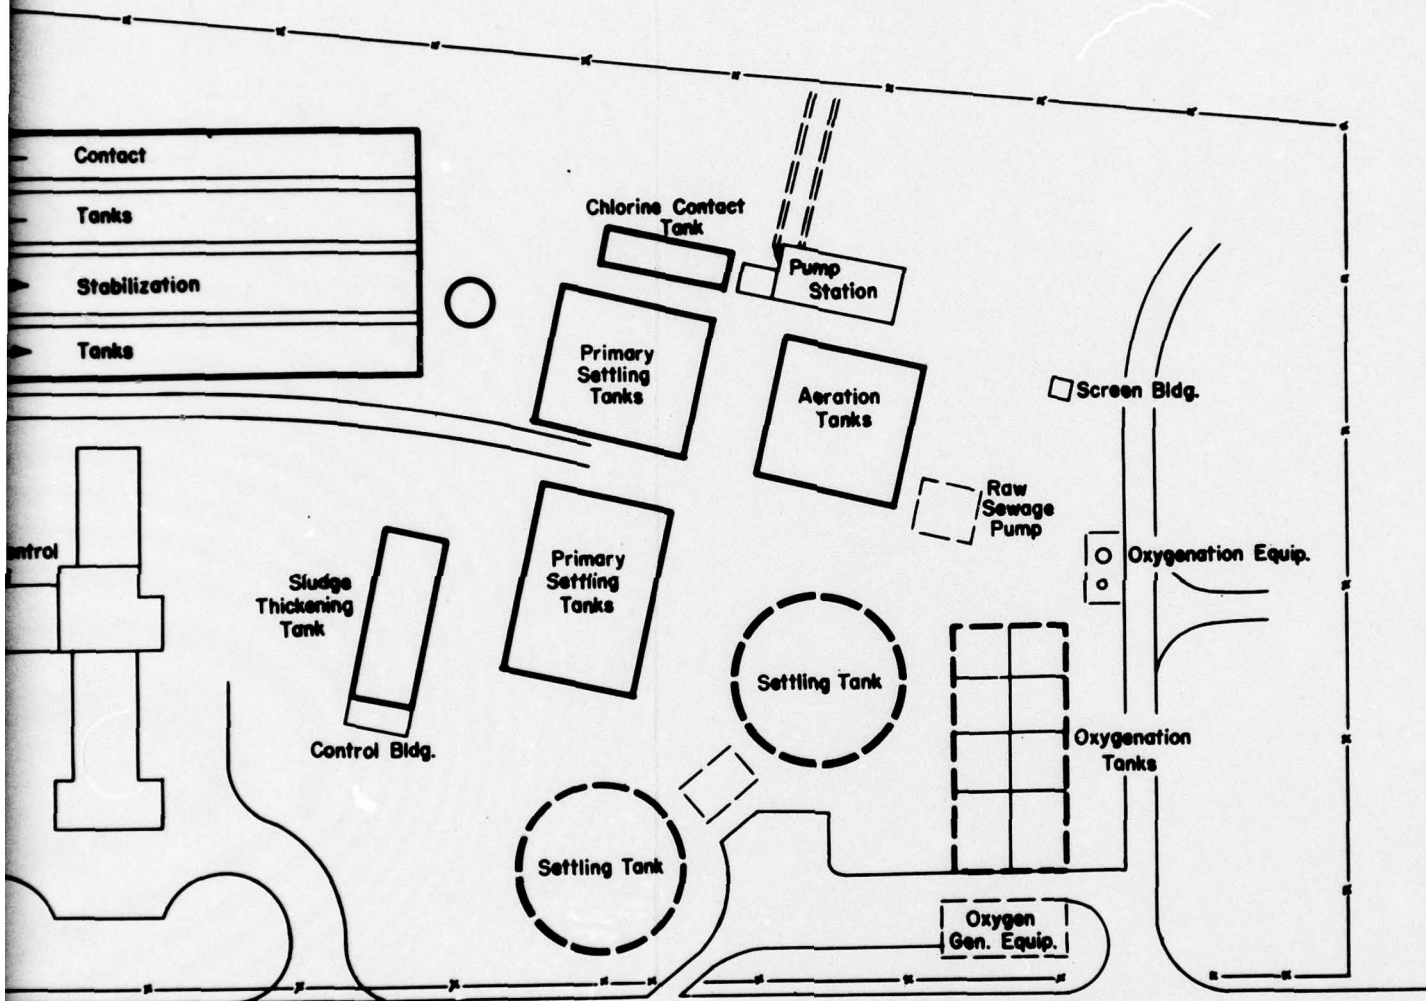 Contact
Tanks
Stabilization
Tanks
Chlorine Contact
Tank
Pump
Station
Primary
Settling
Tanks
Aeration
Tanks
Screen Bldg.
Raw
Sewage
Pump
Oxygenation Equip.
Primary
Settling
Tanks
Sludge
Thickening
Tank
Control Bldg.
Settling Tank
Oxygenation
Tanks
Settling Tank
Oxygen
Gen. Equip.